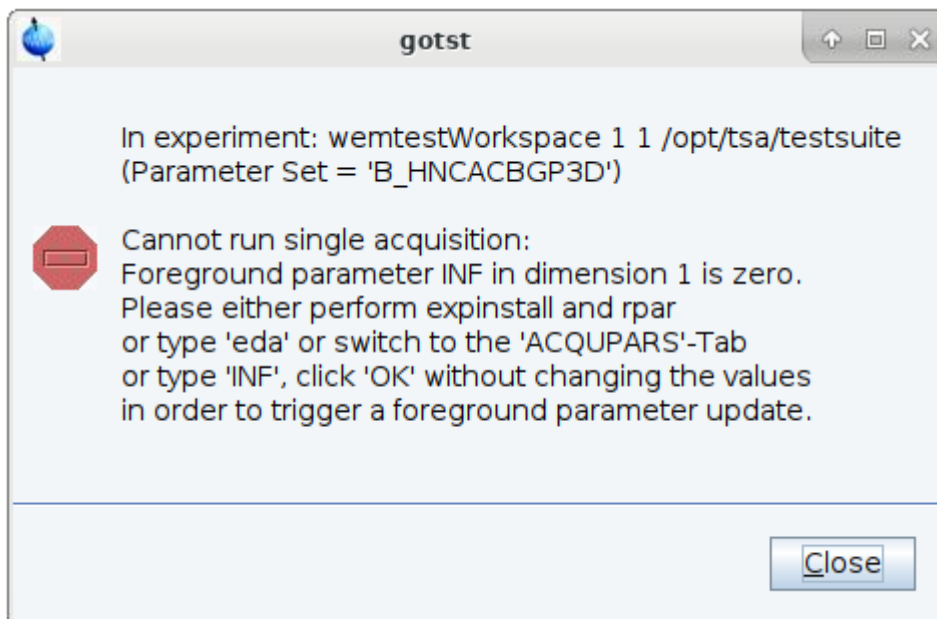 gotst
In experiment: wemtestWorkspace 1 1 /opt/tsa/testsuite
(Parameter Set = 'B_HNCACBGP3D')
Cannot run single acquisition:
Foreground parameter INF in dimension 1 is zero.
Please either perform expinstall and rpar
or type 'eda' or switch to the 'ACQUPARS'-Tab
or type 'INF', click 'OK' without changing the values
in order to trigger a foreground parameter update.
Close